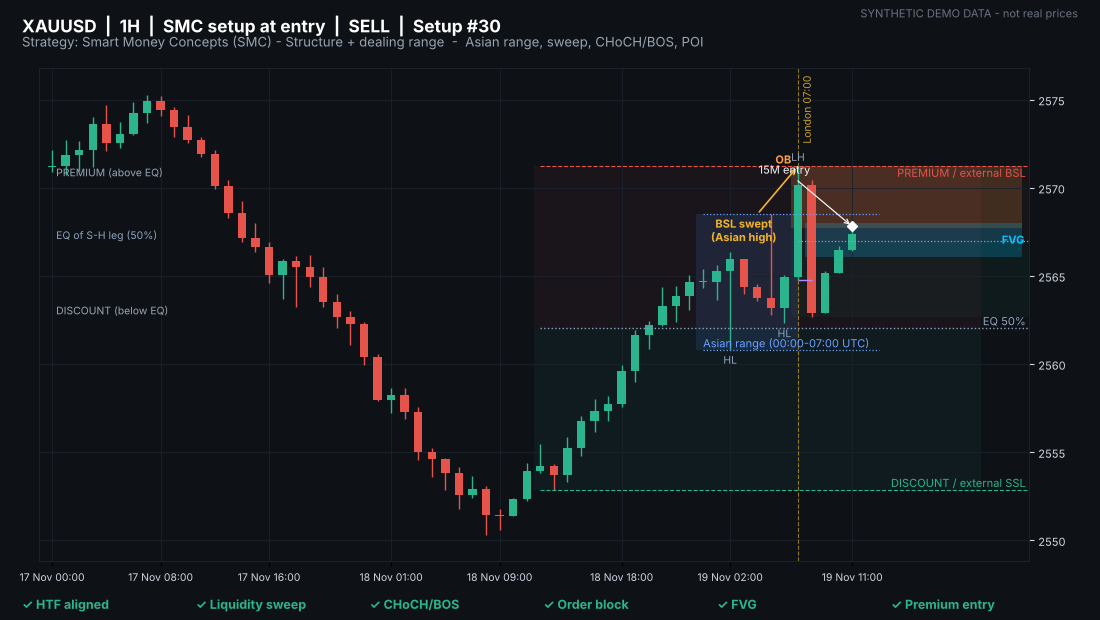 SYNTHETIC DEMO DATA - not real prices
XAUUSD | 1H | SMC setup at entry | SELL | Setup #30
Strategy: Smart Money Concepts (SMC) - Structure + dealing range - Asian range, sweep, CHoCH/BOS, POI
London 07:00
2575
OB
LH
15M entry
PREMIUM (above EQ)
PREMIUM / external BSL
2570
BSL swept
(Asian high)
EQ of S-H leg (50%)
FVG
2565
DISCOUNT (below EQ)
EQ 50%
HL
Asian range (00:00-07:00 UTC)
HL
2560
2555
DISCOUNT / external SSL
2550
17 Nov 00:00
17 Nov 08:00
17 Nov 16:00
18 Nov 01:00
18 Nov 09:00
18 Nov 18:00
19 Nov 02:00
19 Nov 11:00
✓ HTF aligned
✓ Liquidity sweep
✓ CHoCH/BOS
✓ Order block
✓ FVG
✓ Premium entry